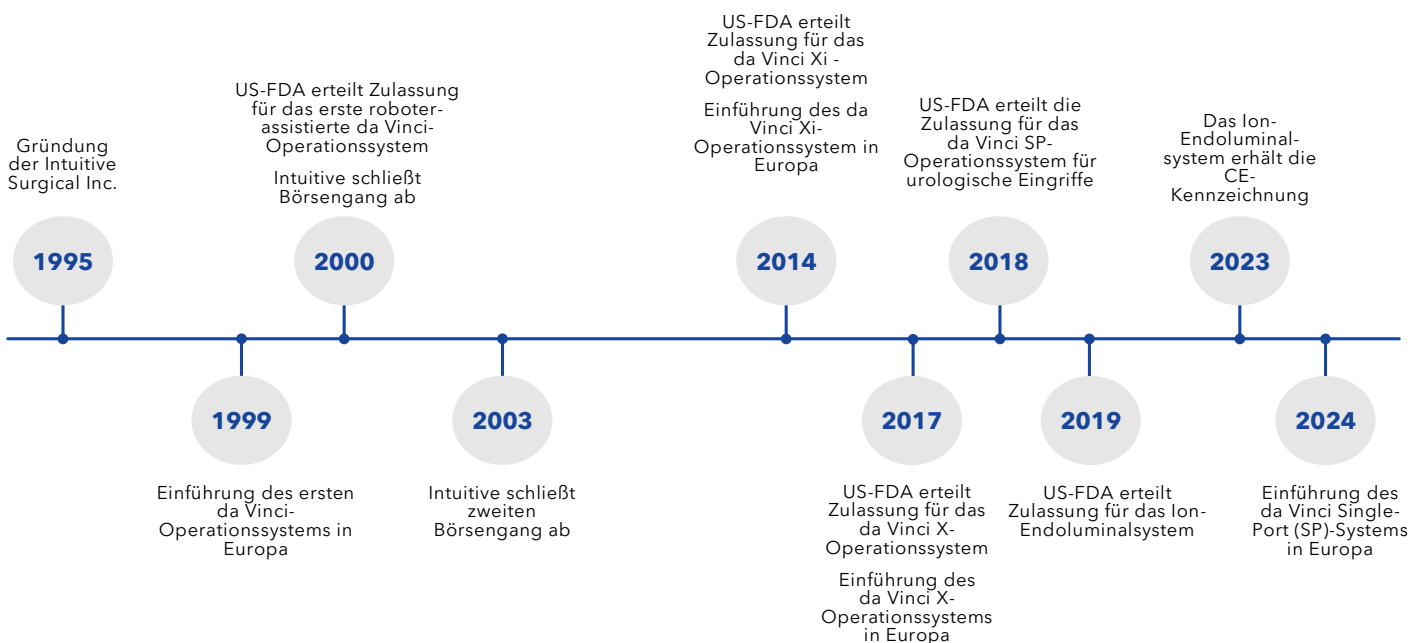 Gründung
der Intuitive
Surgical Inc.
1995
Einführung des ersten
da Vinci-
Operationssystems in
Europa
1999
US-FDA erteilt Zulassung
für das erste roboter-
assistierte da Vinci-
Operationssystem
Intuitive schließt
Börsengang ab
2000
2003
Intuitive schließt
zweiten
Börsengang ab
US-FDA erteilt
Zulassung für das
da Vinci Xi -
Operationssystem
Einführung des da
Vinci Xi-
Operationssystem in
Europa
2014
2017
US-FDA erteilt
Zulassung für das
da Vinci X-
Operationssystem
Einführung des
da Vinci X-
Operationssystems
in Europa
US-FDA erteilt die
Zulassung für das
da Vinci SP-
Operationssystem für
urologische Eingriffe
2018
2019
US-FDA erteilt
Zulassung für das Ion-
Endoluminalsystem
Das Ion-
Endoluminal-
system erhält die
CE-
Kennzeichnung
2023
2024
Einführung des
da Vinci Single-
Port (SP)-Systems
in Europa